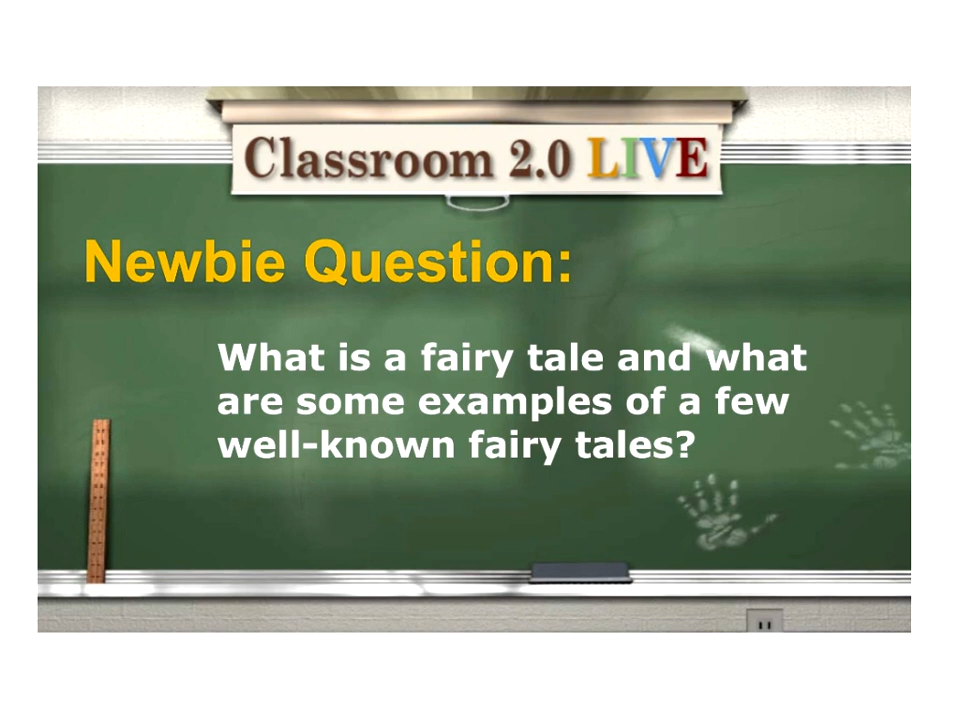 Classroom 2.0 LIVE
Newbie Question:
What is a fairy tale and what
are some examples of a few
well-known fairy tales?